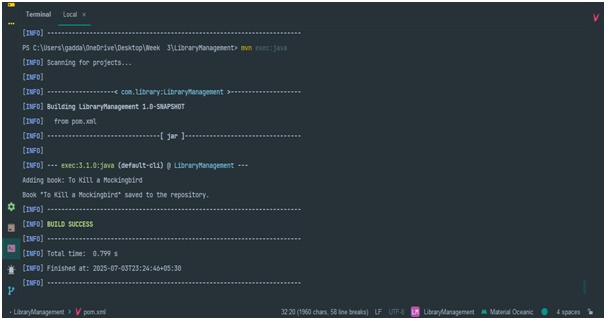 Terminal Local ×
[INFO] ------------------------------------------------------------------------
PS C:\Users\gadda\OneDrive\Desktop\Week  3\LibraryManagement> mvn exec:java
[INFO] Scanning for projects...
[INFO]
[INFO] -------------------< com.library:LibraryManagement >--------------------
[INFO] Building LibraryManagement 1.0-SNAPSHOT
[INFO]   from pom.xml
[INFO] --------------------------------[ jar ]---------------------------------
[INFO]
[INFO] --- exec:3.1.0:java (default-cli) @ LibraryManagement ---
Adding book: To Kill a Mockingbird
Book "To Kill a Mockingbird" saved to the repository.
[INFO] ------------------------------------------------------------------------
[INFO] BUILD SUCCESS
[INFO] ------------------------------------------------------------------------
[INFO] Total time:  0.799 s
[INFO] Finished at: 2025-07-03T23:24:46+05:30
[INFO] ------------------------------------------------------------------------
LibraryManagement > pom.xml 32:20 (1960 chars, 58 line breaks) LF UTF-8 LM LibraryManagement Material Oceanic 4 spaces